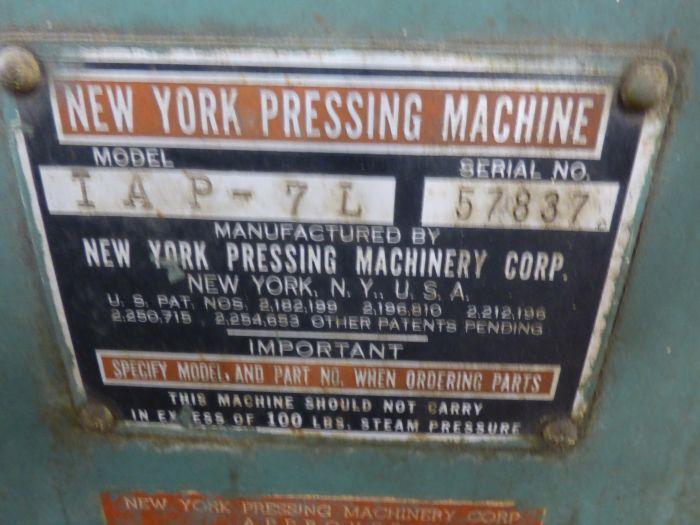 NEW YORK PRESSING MACHINE
MODEL SERIAL NO.
IAP-7L 57837
MANUFACTURED BY
NEW YORK PRESSING MACHINERY CORP.
NEW YORK, N.Y., U.S.A.
U. S. PAT. NOS. 2,182,199 2,196,810 2,212,196
2,250,715 2,254,653 OTHER PATENTS PENDING
IMPORTANT
SPECIFY MODEL, AND PART NO. WHEN ORDERING PARTS
THIS MACHINE SHOULD NOT CARRY
IN EXCESS OF 100 LBS. STEAM PRESSURE
NEW YORK PRESSING MACHINERY CORP